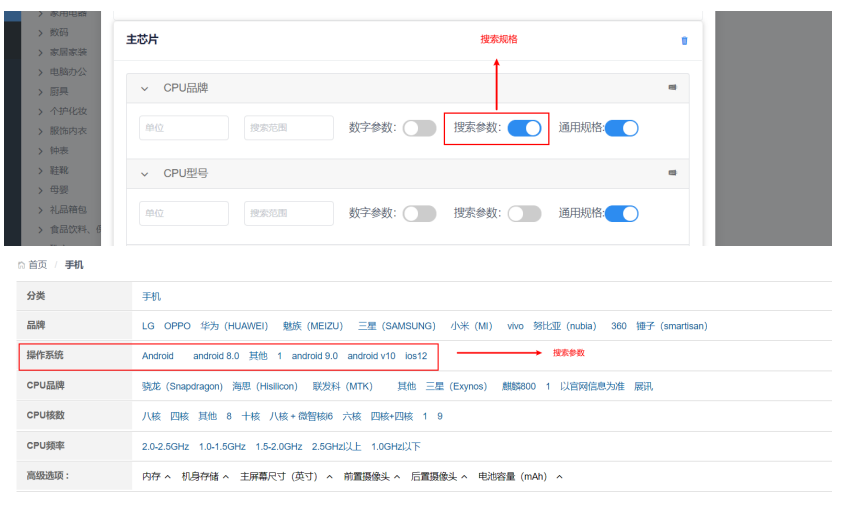 家用电器
数码
家居家装
电脑办公
厨具
个护化妆
服饰内衣
钟表
鞋靴
母婴
礼品箱包
食品饮料、
主芯片
搜索规格
CPU品牌
单位 搜索范围 数字参数: 搜索参数: 通用规格:
CPU型号
单位 搜索范围 数字参数: 搜索参数: 通用规格:
首页 / 手机
分类 手机
品牌 LG OPPO 华为（HUAWEI） 魅族（MEIZU） 三星（SAMSUNG） 小米（MI） vivo 努比亚（nubia） 360 锤子（smartisan）
操作系统 Android android 8.0 其他 1 android 9.0 android v10 ios12 搜索参数
CPU品牌 骁龙（Snapdragon) 海思（Hisilicon） 联发科（MTK） 其他 三星（Exynos） 麒麟800 1 以官网信息为准 展讯
CPU核数 八核 四核 其他 8 十核 八核 + 微智核i6 六核 四核+四核 1 9
CPU频率 2.0-2.5GHz 1.0-1.5GHz 1.5-2.0GHz 2.5GHz以上 1.0GHz以下
高级选项： 内存 机身存储 主屏幕尺寸（英寸） 前置摄像头 后置摄像头 电池容量（mAh）